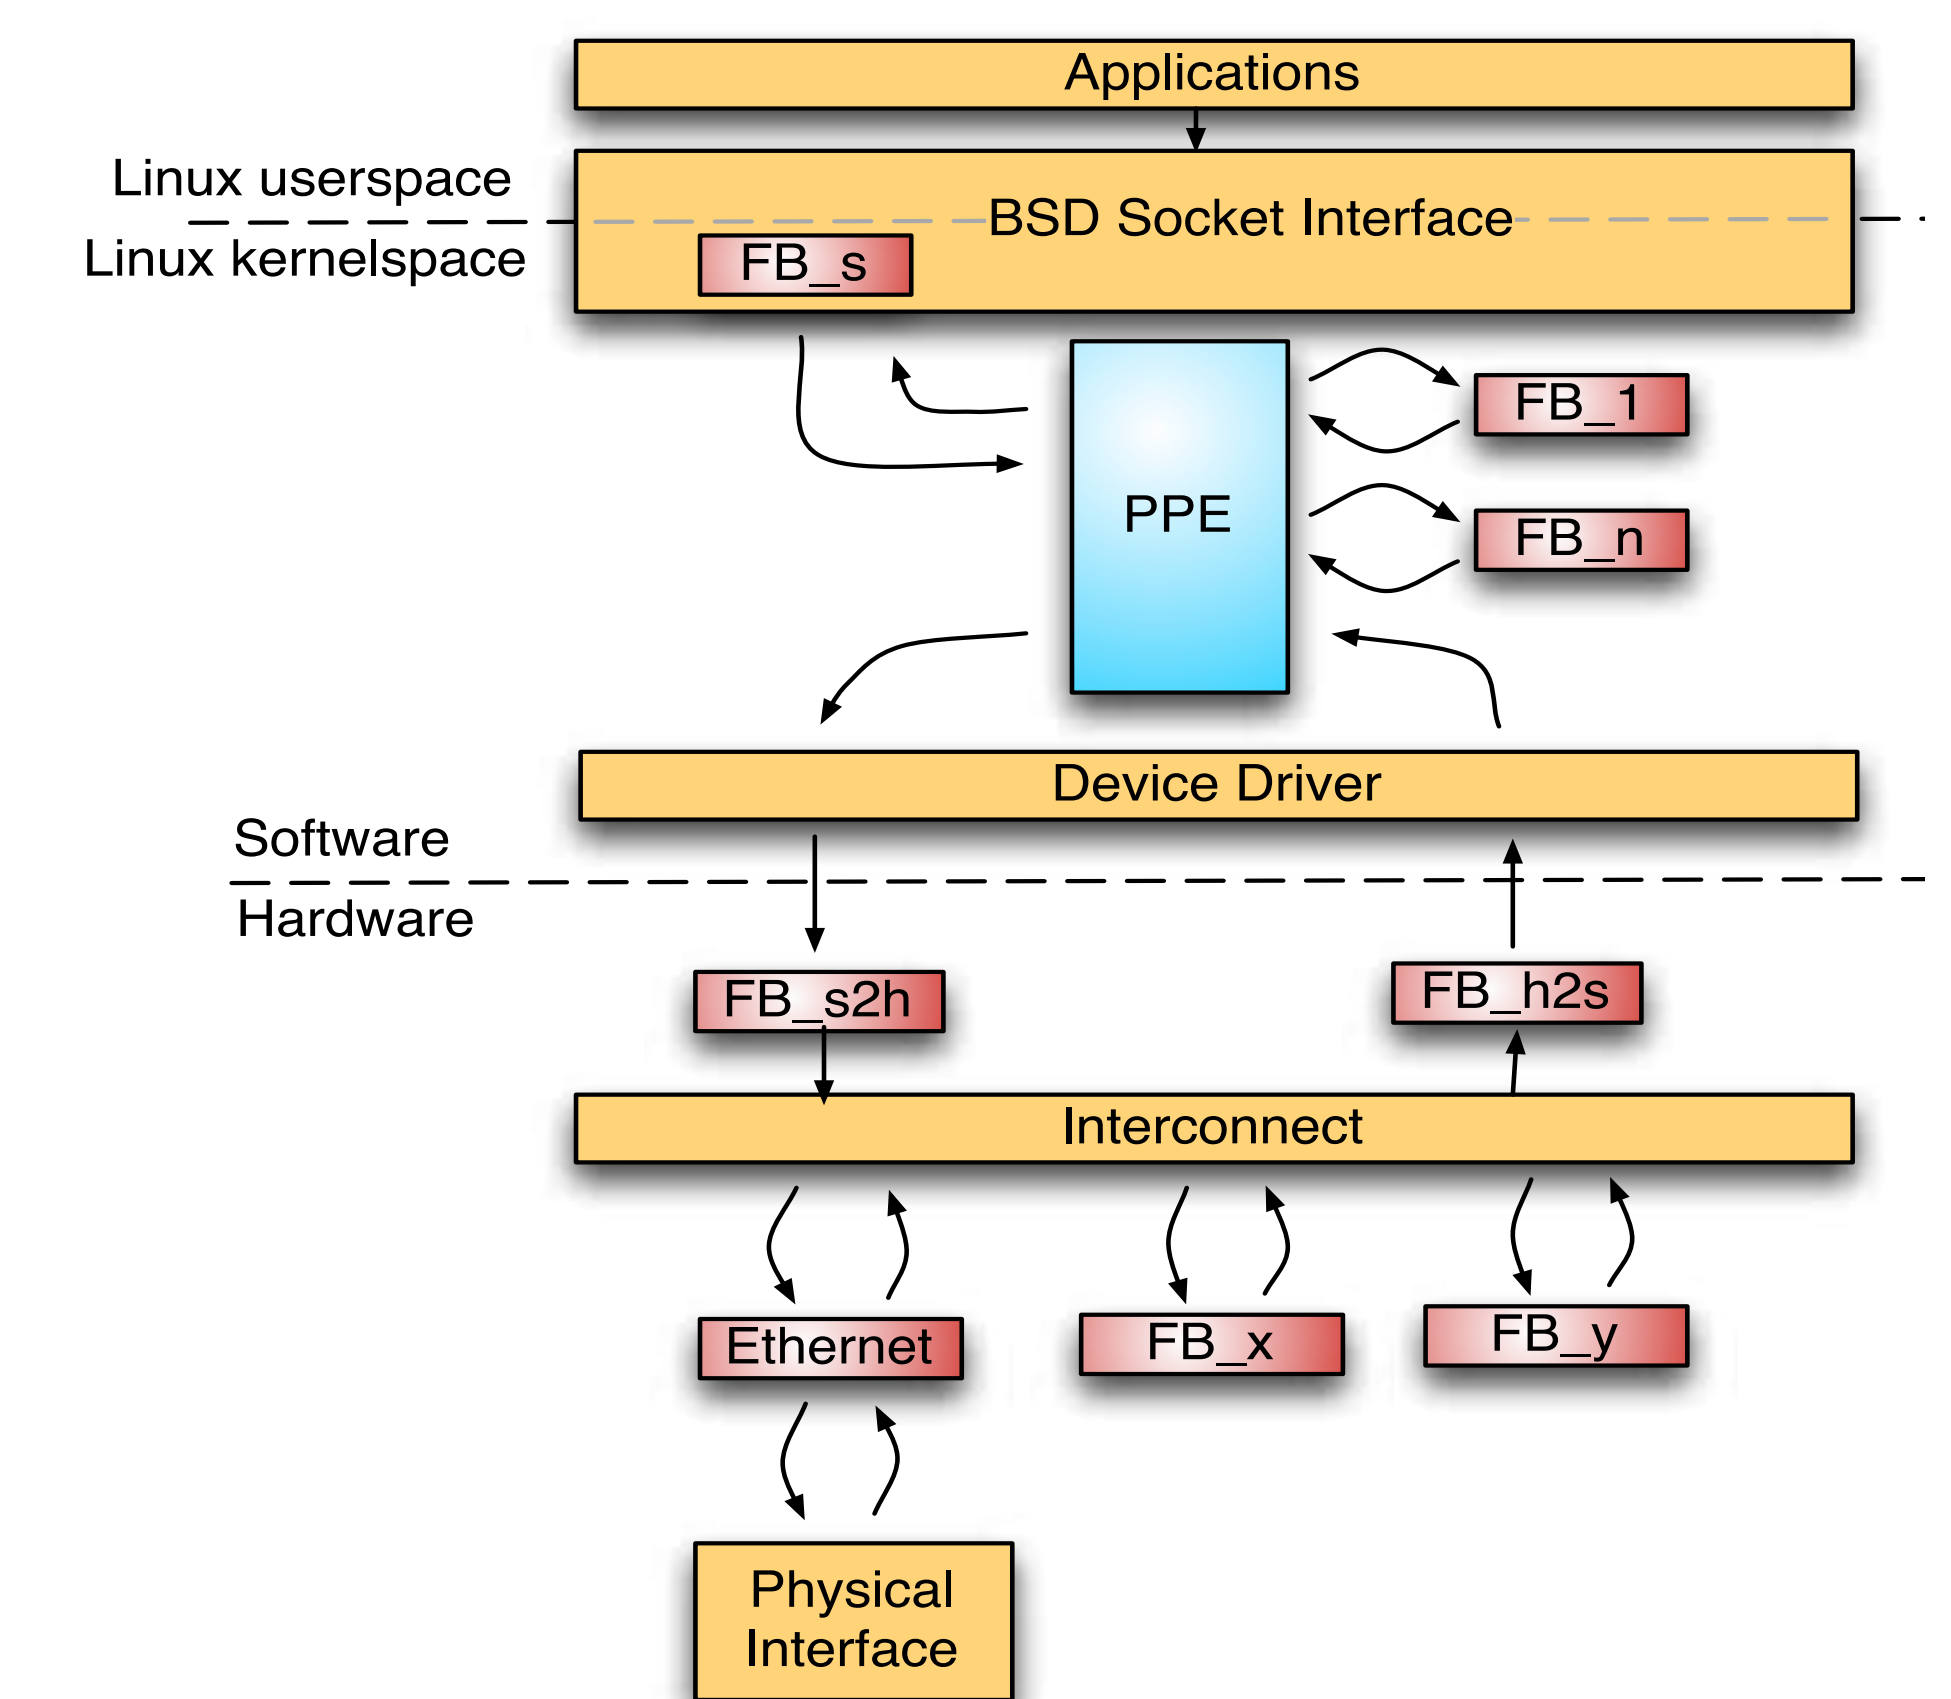 Applications
Linux userspace
BSD Socket Interface
Linux kernelspace
FB_s
FB_1
PPE
FB_n
Device Driver
Software
Hardware
FB_s2h
FB_h2s
Interconnect
Ethernet
FB_x
FB_y
Physical
Interface